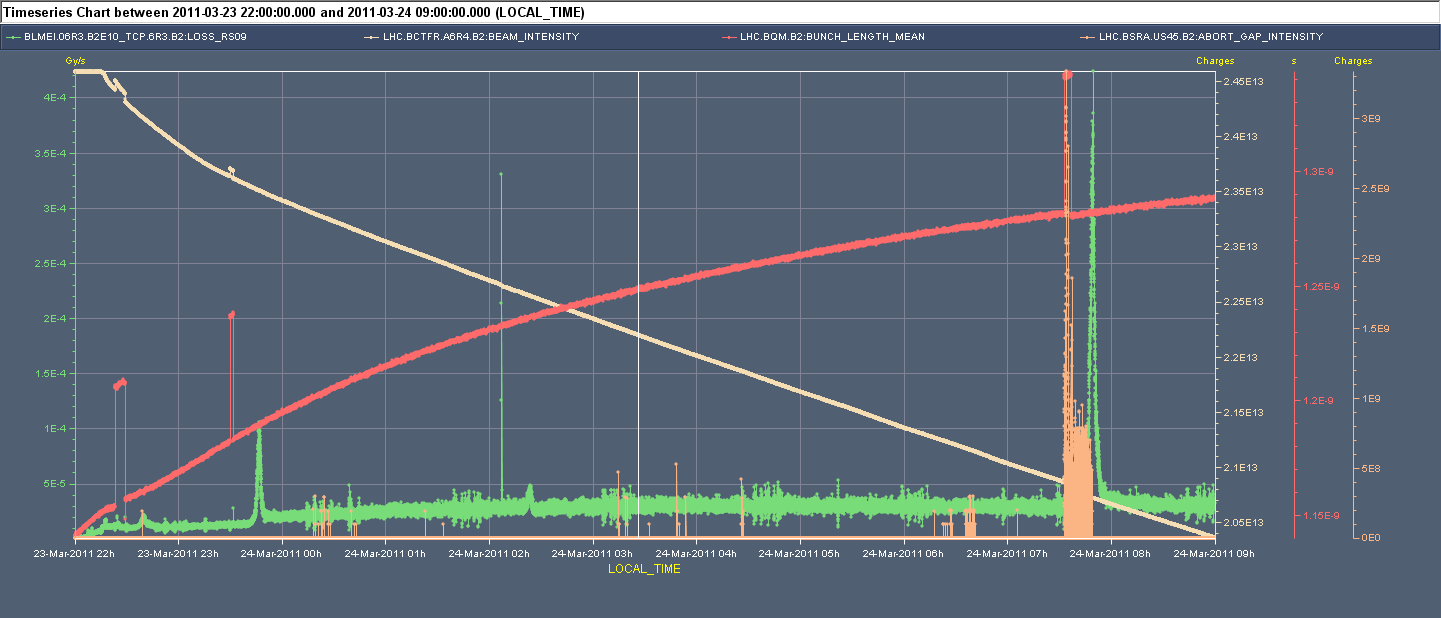 Timeseries Chart between 2011-03-23 22:00:00.000 and 2011-03-24 09:00:00.000 (LOCAL_TIME)
BLMEI.06R3.B2E10_TCP.6R3.B2:LOSS_RS09 LHC.BCTFR.A6R4.B2:BEAM_INTENSITY LHC.BQM.B2:BUNCH_LENGTH_MEAN LHC.BSRA.US45.B2:ABORT_GAP_INTENSITY
Gy/s Charges s Charges
2.45E13
4E-4
3E9
2.4E13
3.5E-4
1.3E-9
2.5E9
2.35E13
3E-4
2.3E13
2E9
2.5E-4
1.25E-9
2.25E13
2E-4
1.5E9
2.2E13
1.5E-4
1E9
1.2E-9
2.15E13
1E-4
2.1E13
5E8
5E-5
1.15E-9
2.05E13
0E0
23-Mar-2011 22h 23-Mar-2011 23h 24-Mar-2011 00h 24-Mar-2011 01h 24-Mar-2011 02h 24-Mar-2011 03h 24-Mar-2011 04h 24-Mar-2011 05h 24-Mar-2011 06h 24-Mar-2011 07h 24-Mar-2011 08h 24-Mar-2011 09h
LOCAL_TIME